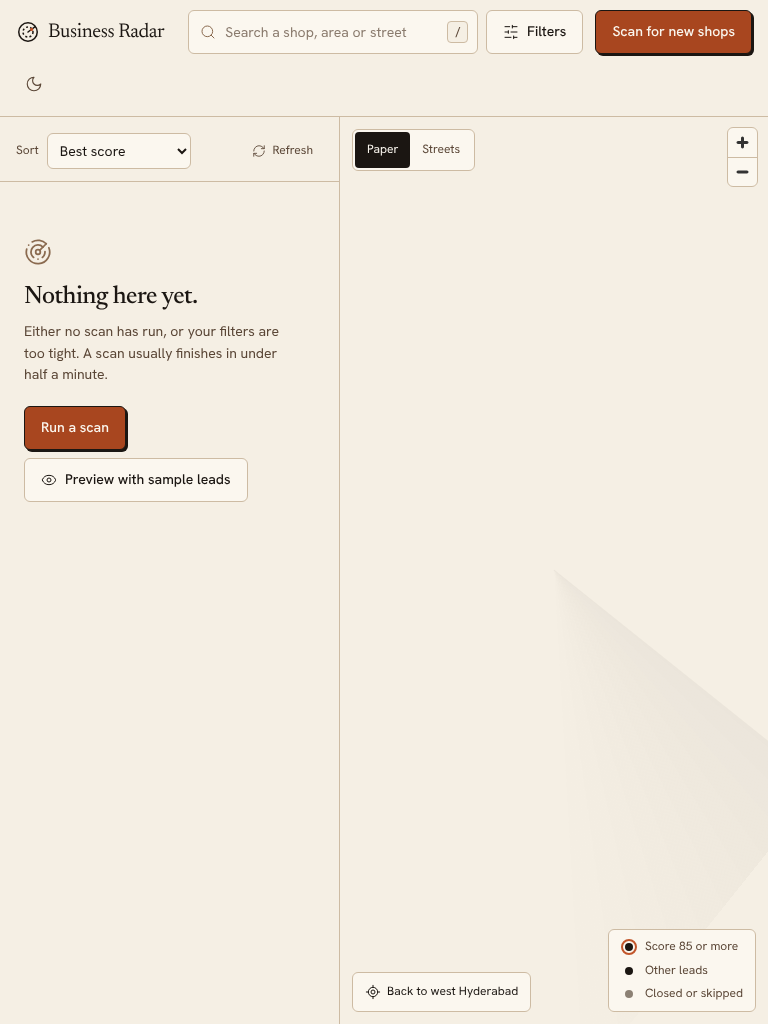 Business Radar
Search a shop, area or street
/
Filters
Scan for new shops
Sort
Best score
Refresh
Paper
Streets
Nothing here yet.
Either no scan has run, or your filters are
too tight. A scan usually finishes in under
half a minute.
Run a scan
Preview with sample leads
Back to west Hyderabad
Score 85 or more
Other leads
Closed or skipped